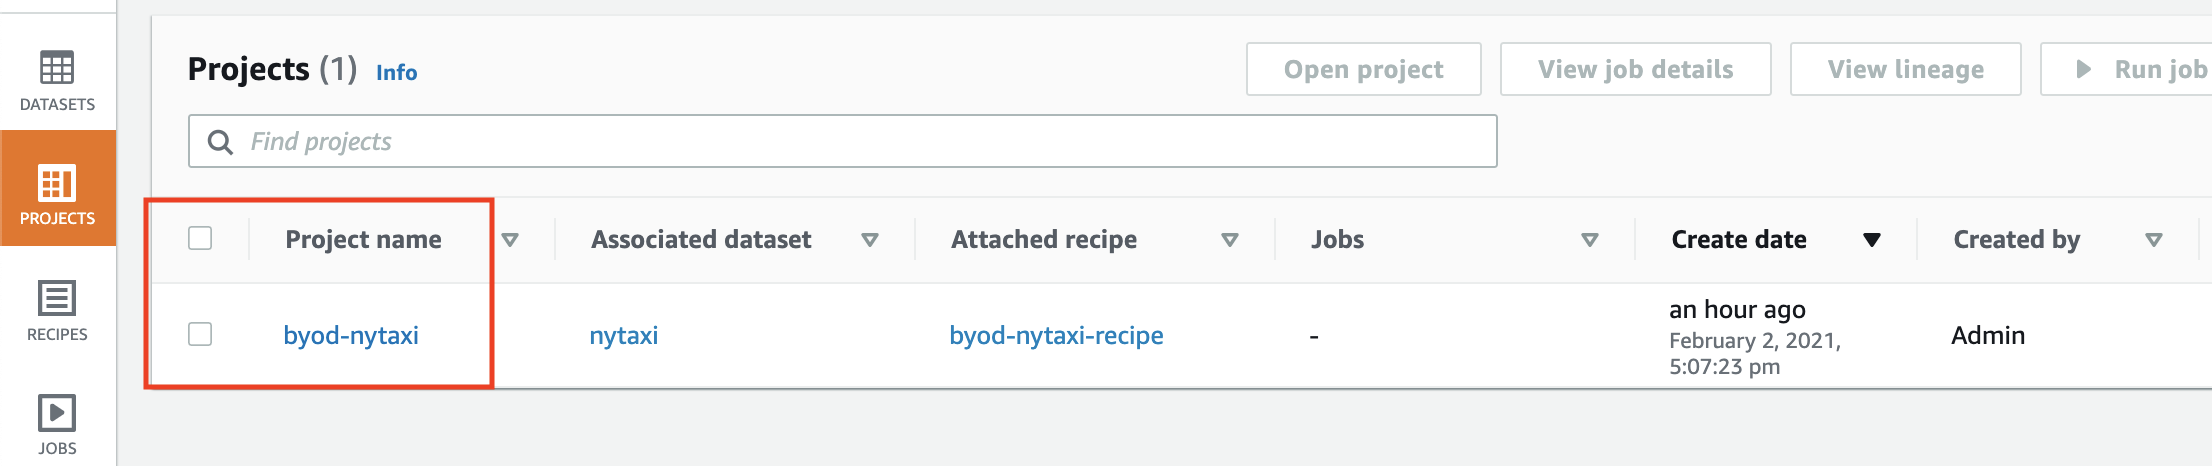 DATASETS
PROJECTS
RECIPES
JOBS
Projects (1) Info
Open project
View job details
View lineage
Run job
Find projects
Project name
Associated dataset
Attached recipe
Jobs
Create date
Created by
byod-nytaxi
nytaxi
byod-nytaxi-recipe
-
an hour ago
February 2, 2021,
5:07:23 pm
Admin